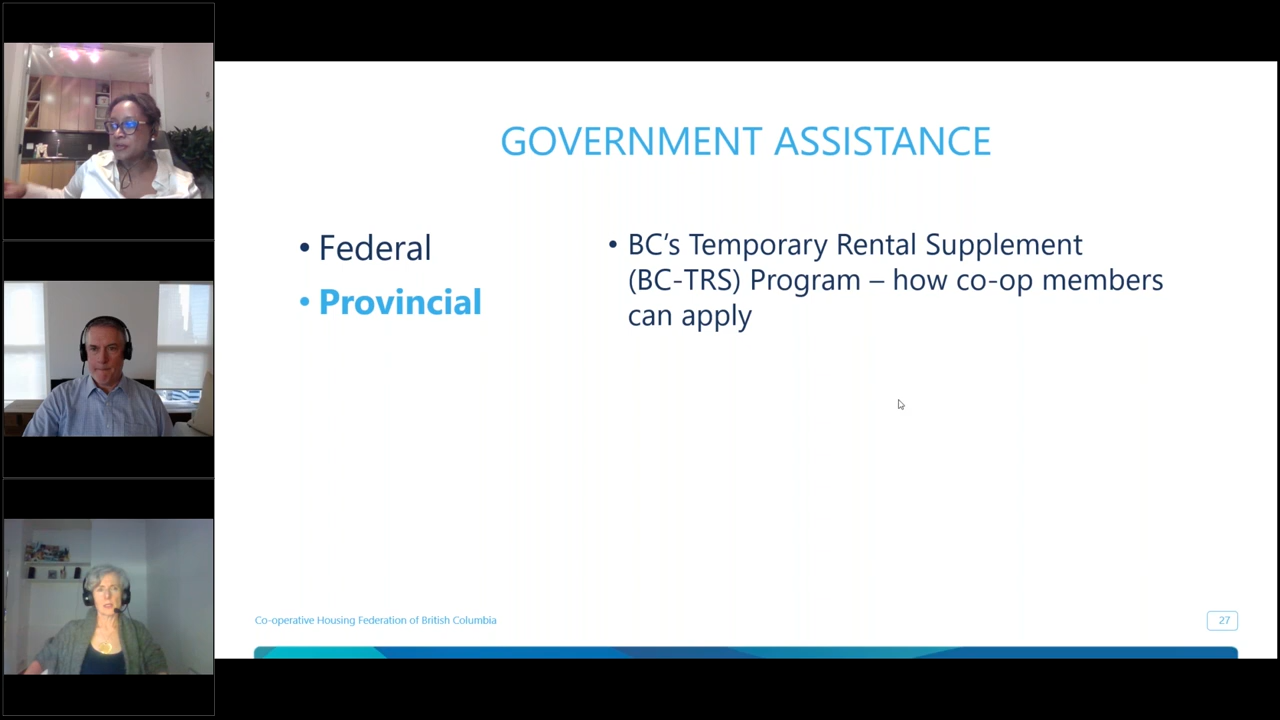 GOVERNMENT ASSISTANCE
• Federal
• Provincial
• BC’s Temporary Rental Supplement
(BC-TRS) Program – how co-op members
can apply
Co-operative Housing Federation of British Columbia
27